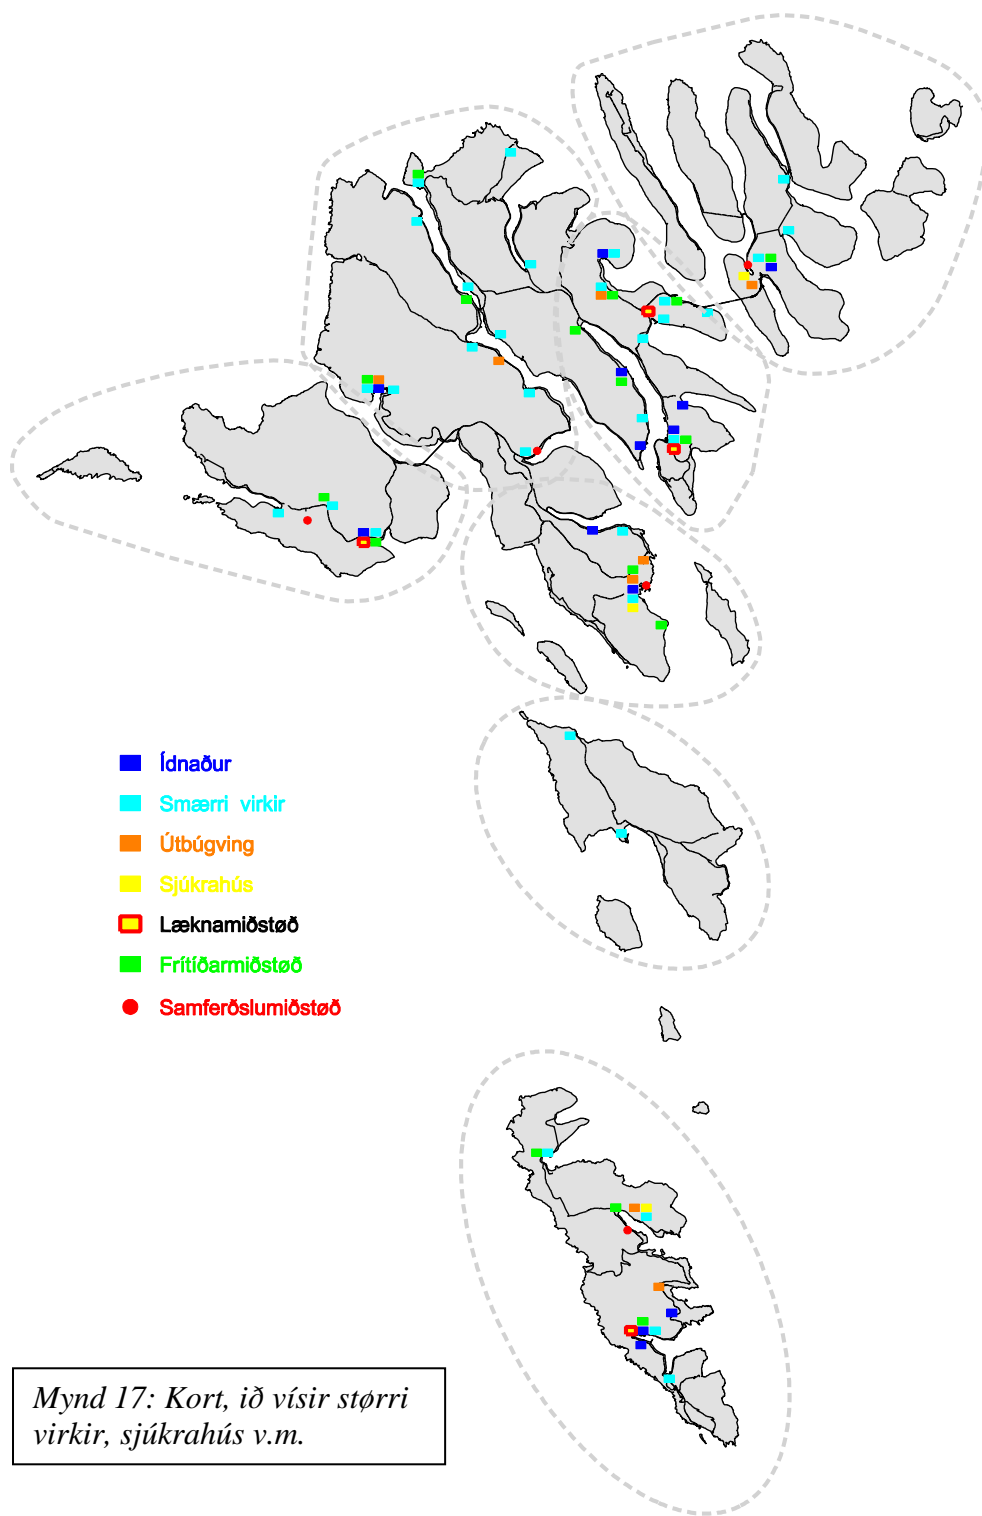 Ídnaður
Smærri virkir
Útbúgving
Sjúkrahús
Læknamiðstøð
Frítíðarmiðstøð
Samferðslumiðstøð
Mynd 17: Kort, ið vísir størri
virkir, sjúkrahús v.m.